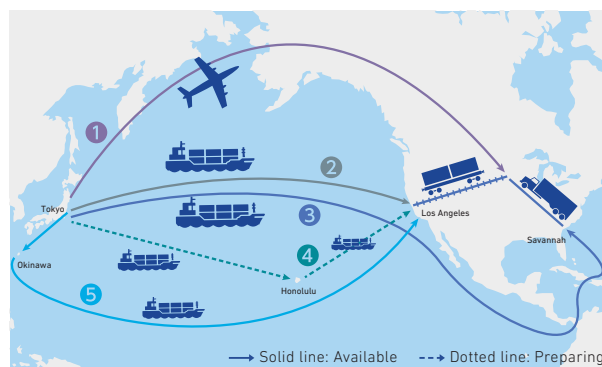 1
2
Tokyo
3
Los Angeles
Savannah
4
Okinawa
Honolulu
5
Solid line: Available
Dotted line: Preparing